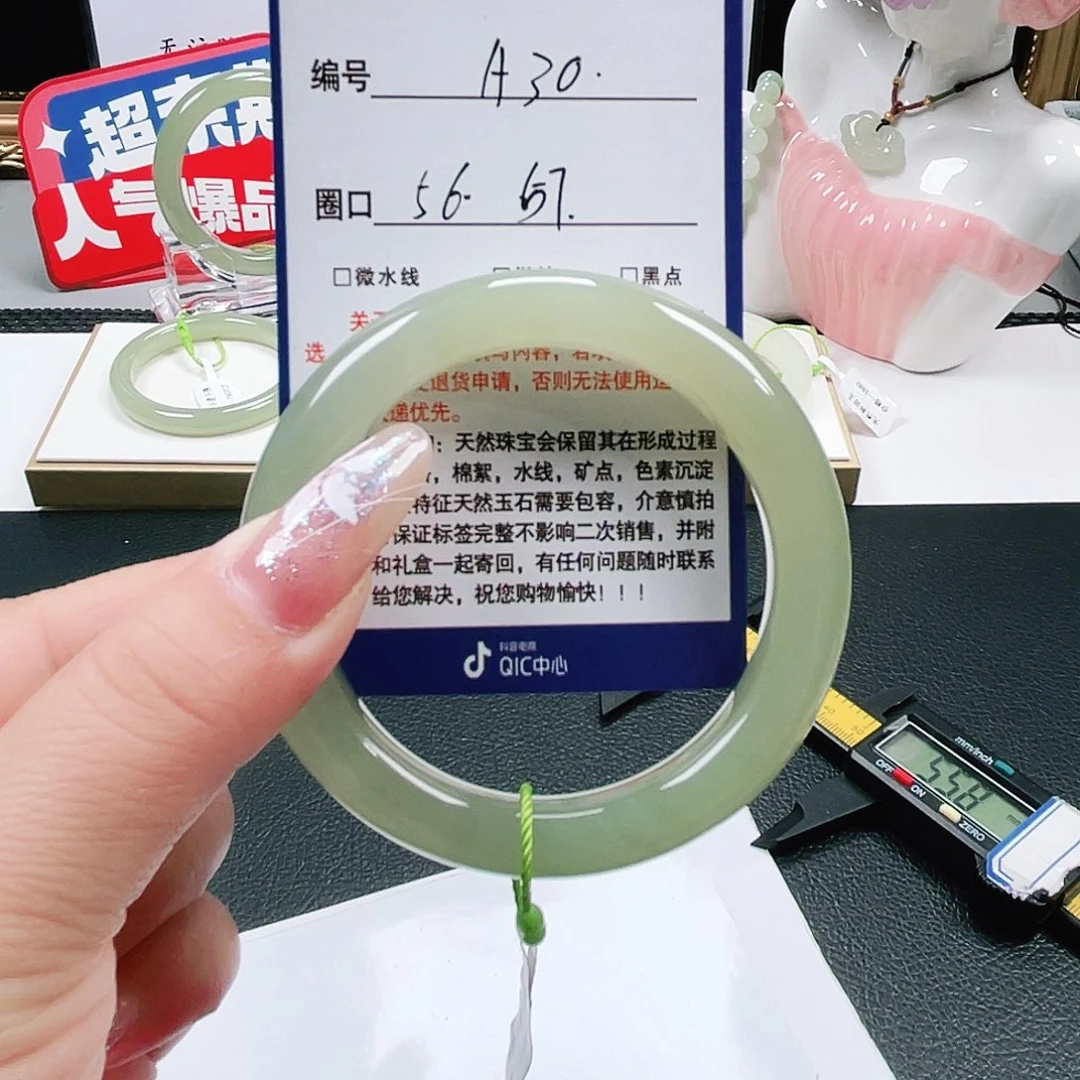 编号 A30.
圈口 56. 57.
□微水线 □黑点
选
退货申请，否则无法使用
递优先。
：天然珠宝会保留其在形成过程
，棉絮，水线，矿点，色素沉淀
特征天然玉石需要包容，介意慎拍
保证标签完整不影响二次销售，并附
和礼盒一起寄回，有任何问题随时联系
给您解决，祝您购物愉快！！！
抖音电商
QIC中心
人气爆品
mm/inch
OFF ON
ZERO
55.8
mm